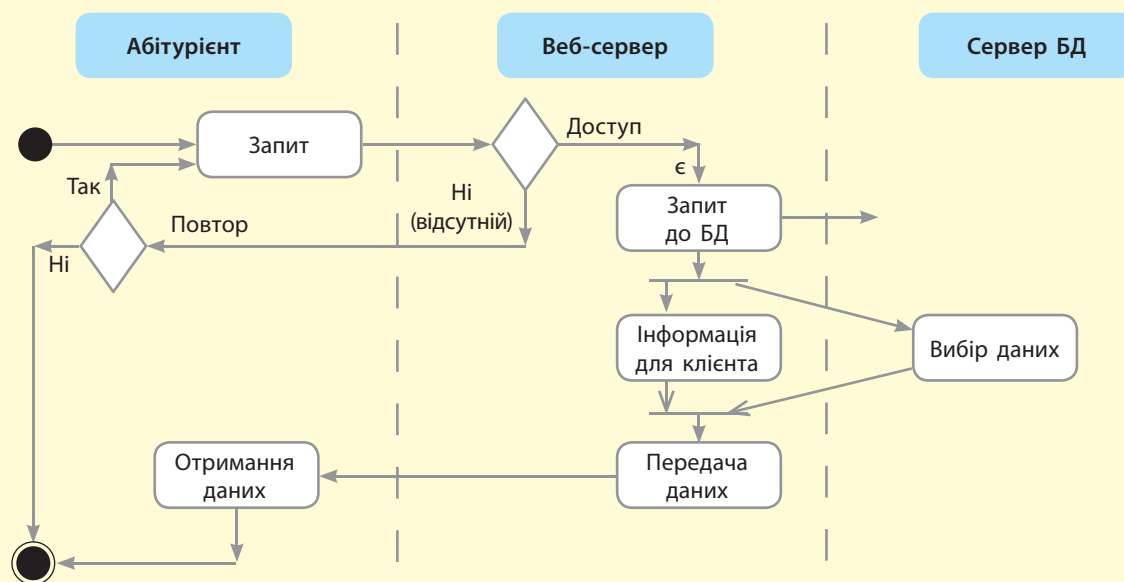 Абітурієнт
Веб-сервер
Сервер БД
Запит
Доступ
є
Так
Ні
(відсутній)
Повтор
Ні
Запит
до БД
Інформація
для клієнта
Вибір даних
Отримання
даних
Передача
даних